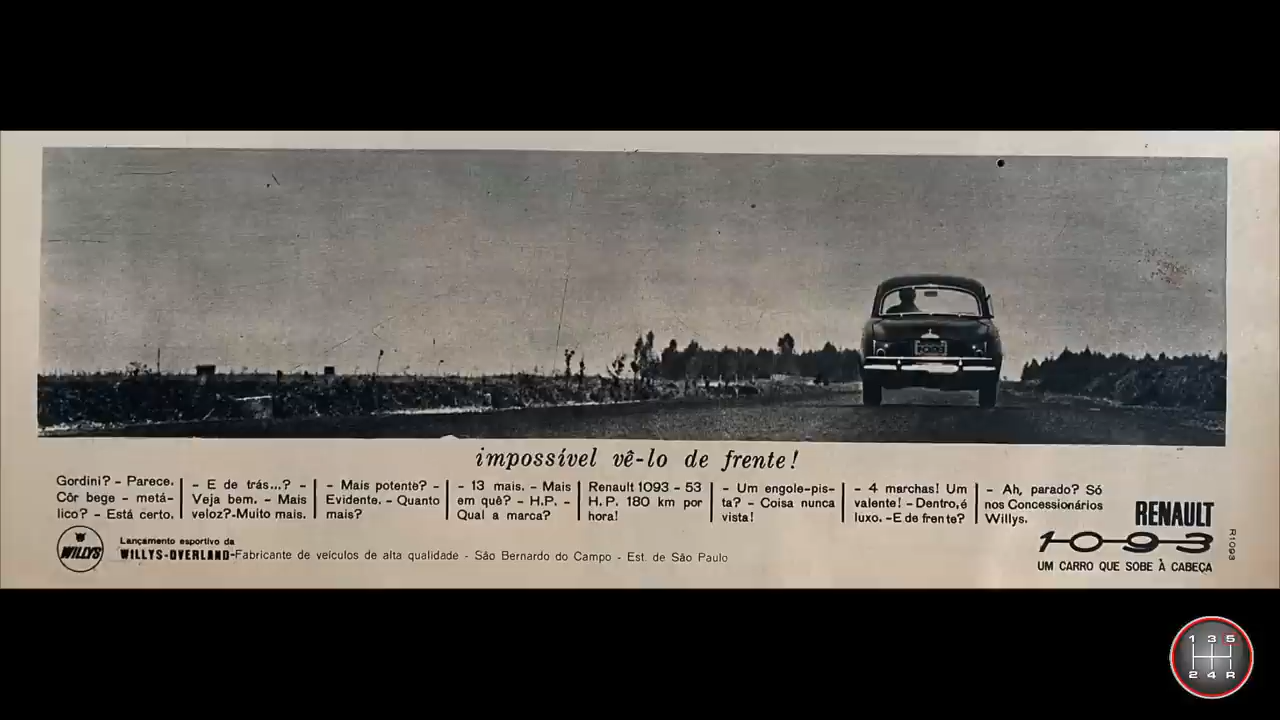 impossível vê-lo de frente!
Gordini? - Parece.
Côr bege - metá-
lico? - Está certo.
- E de trás...? -
Veja bem. - Mais
veloz?-Muito mais.
- Mais potente? -
Evidente. - Quanto
mais?
- 13 mais. - Mais
em quê? - H.P. -
Qual a marca?
Renault 1093 - 53
H.P. 180 km por
hora!
- Um engole-pis-
ta? - Coisa nunca
vista!
- 4 marchas! Um
valente! - Dentro,é
luxo. -E de frente?
- Ah, parado? Só
nos Concessionários
Willys.
RENAULT
1093
UM CARRO QUE SOBE À CABEÇA
R1093
WILLYS
Lançamento esportivo da
WILLYS-OVERLAND-Fabricante de veículos de alta qualidade - São Bernardo do Campo - Est. de São Paulo
1 3 5
2 4 R